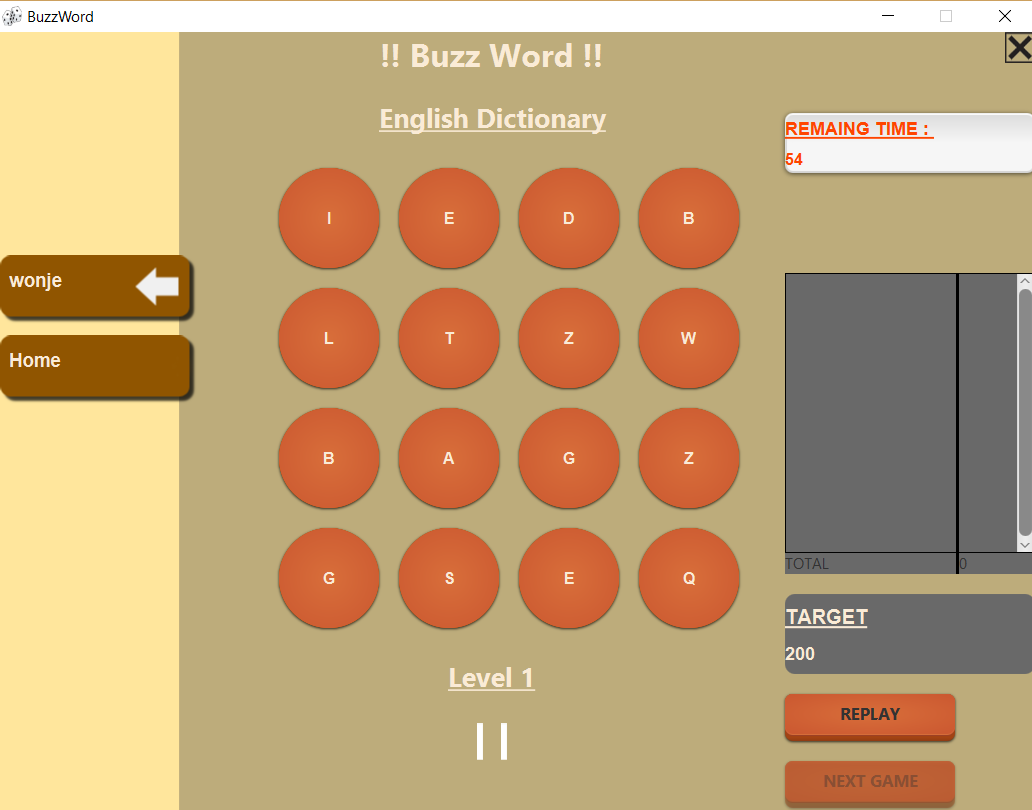 BuzzWord
!! Buzz Word !!
English Dictionary
REMAING TIME :
54
I E D B
L T Z W
B A G Z
G S E Q
wonje
Home
TOTAL 0
TARGET
200
Level 1
REPLAY
NEXT GAME